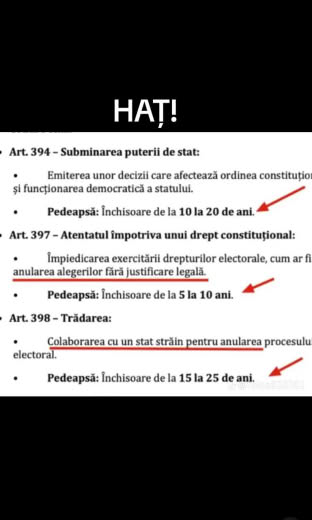 HAȚ!
• Art. 394 – Subminarea puterii de stat:
• Emiterea unor decizii care afectează ordinea constituțio
și funcționarea democratică a statului.
• Pedeapsă: Închisoare de la 10 la 20 de ani.
• Art. 397 – Atentatul împotriva unui drept constituțional:
• Împiedicarea exercitării drepturilor electorale, cum ar fi
anularea alegerilor fără justificare legală.
• Pedeapsă: Închisoare de la 5 la 10 ani.
• Art. 398 – Trădarea:
• Colaborarea cu un stat străin pentru anularea procesulu
electoral.
• Pedeapsă: Închisoare de la 15 la 25 de ani.